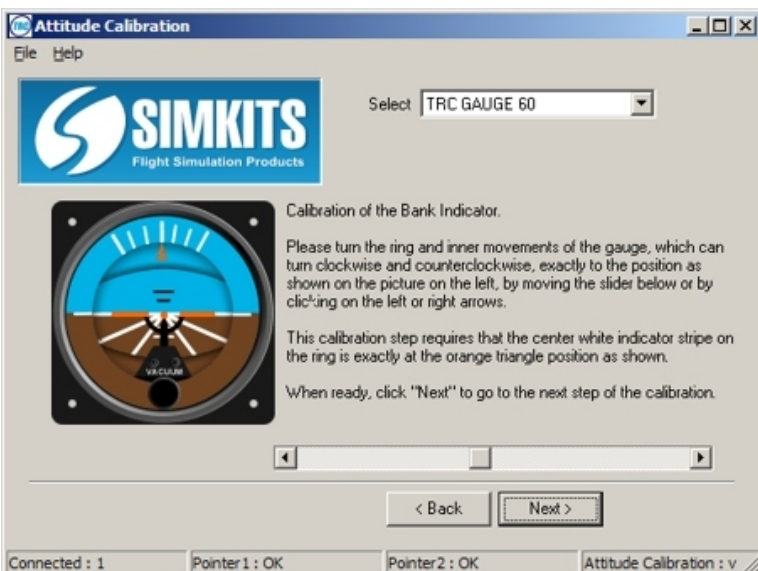 TRC Attitude Calibration
File Help
SIMKITS
Flight Simulation Products
Select TRC GAUGE 60
VACUUM
Calibration of the Bank Indicator.
Please turn the ring and inner movements of the gauge, which can
turn clockwise and counterclockwise, exactly to the position as
shown on the picture on the left, by moving the slider below or by
clicking on the left or right arrows.
This calibration step requires that the center white indicator stripe on
the ring is exactly at the orange triangle position as shown.
When ready, click "Next" to go to the next step of the calibration.
< Back Next >
Connected : 1 Pointer1 : OK Pointer2 : OK Attitude Calibration : v